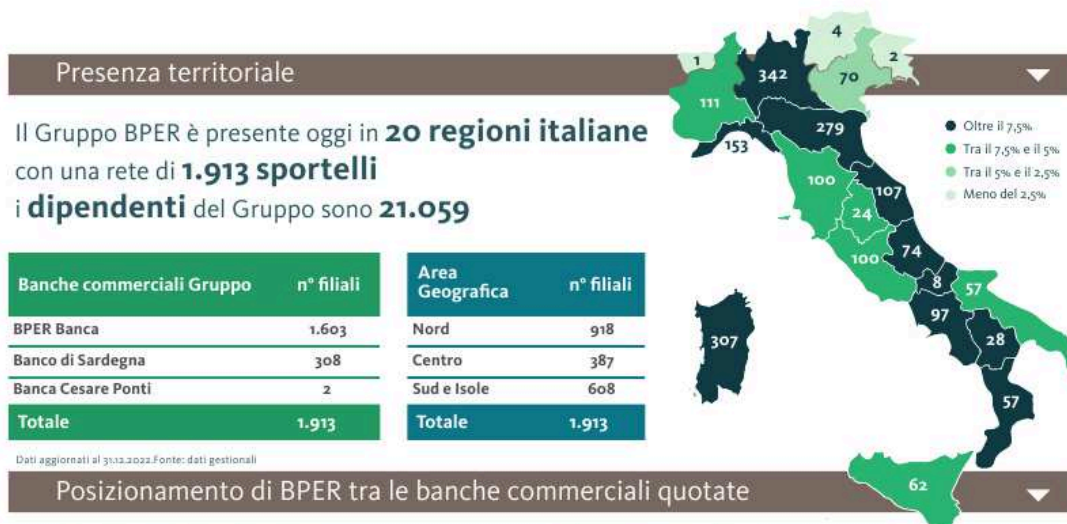 Presenza territoriale
Il Gruppo BPER è presente oggi in 20 regioni italiane
con una rete di 1.913 sportelli
i dipendenti del Gruppo sono 21.059
Banche commerciali Gruppo n° filiali
BPER Banca 1.603
Banco di Sardegna 308
Banca Cesare Ponti 2
Totale 1.913
Area
Geografica n° filiali
Nord 918
Centro 387
Sud e Isole 608
Totale 1.913
Dati aggiornati al 31.12.2022.Fonte: dati gestionali
4
1
342
2
70
111
279
153
100
107
24
100
74
8
57
97
28
307
57
62
Oltre il 7,5%
Tra il 7,5% e il 5%
Tra il 5% e il 2,5%
Meno del 2,5%
Posizionamento di BPER tra le banche commerciali quotate